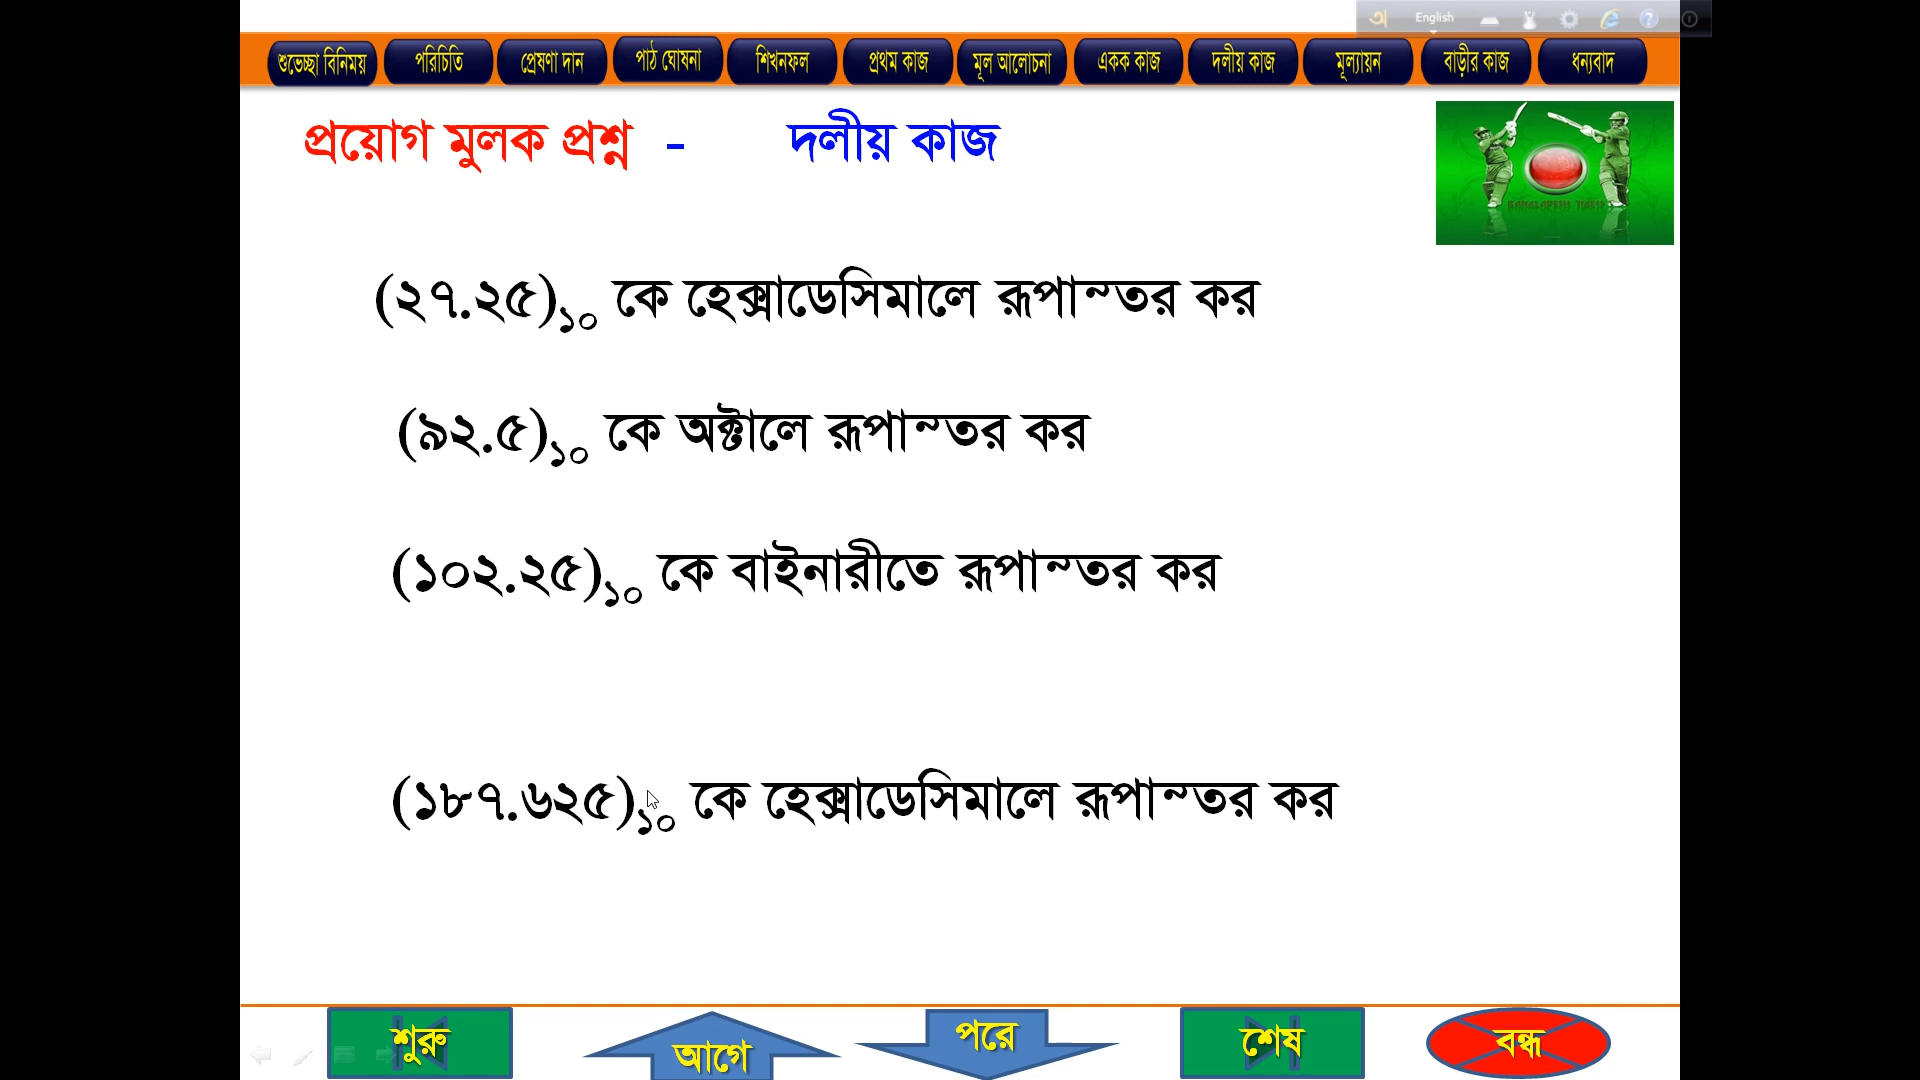 English
শুভেচ্ছা বিনিময় পরিচিতি প্রেষণা দান পাঠ ঘোষনা শিখনফল প্রথম কাজ মূল আলোচনা একক কাজ দলীয় কাজ মূল্যায়ন বাড়ীর কাজ ধন্যবাদ
প্রয়োগ মুলক প্রশ্ন - দলীয় কাজ
(২৭.২৫)১০ কে হেক্সাডেসিমালে রূপান্তর কর
(৯২.৫)১০ কে অক্টালে রূপান্তর কর
(১০২.২৫)১০ কে বাইনারীতে রূপান্তর কর
(১৮৭.৬২৫)১০ কে হেক্সাডেসিমালে রূপান্তর কর
শুরু আগে পরে শেষ বন্ধ